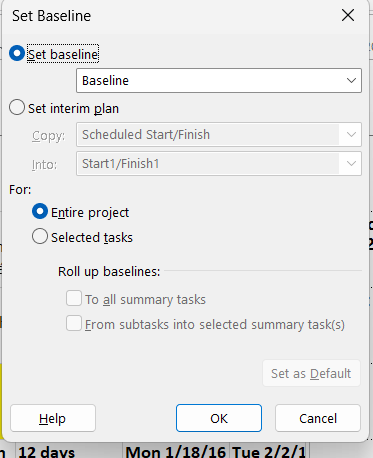 Set Baseline
Set baseline
Baseline
Set interim plan
Copy: Scheduled Start/Finish
Into: Start1/Finish1
For:
Entire project
Selected tasks
Roll up baselines:
To all summary tasks
From subtasks into selected summary task(s)
Set as Default
Help OK Cancel
12 days Mon 1/18/16 Tue 2/2/1